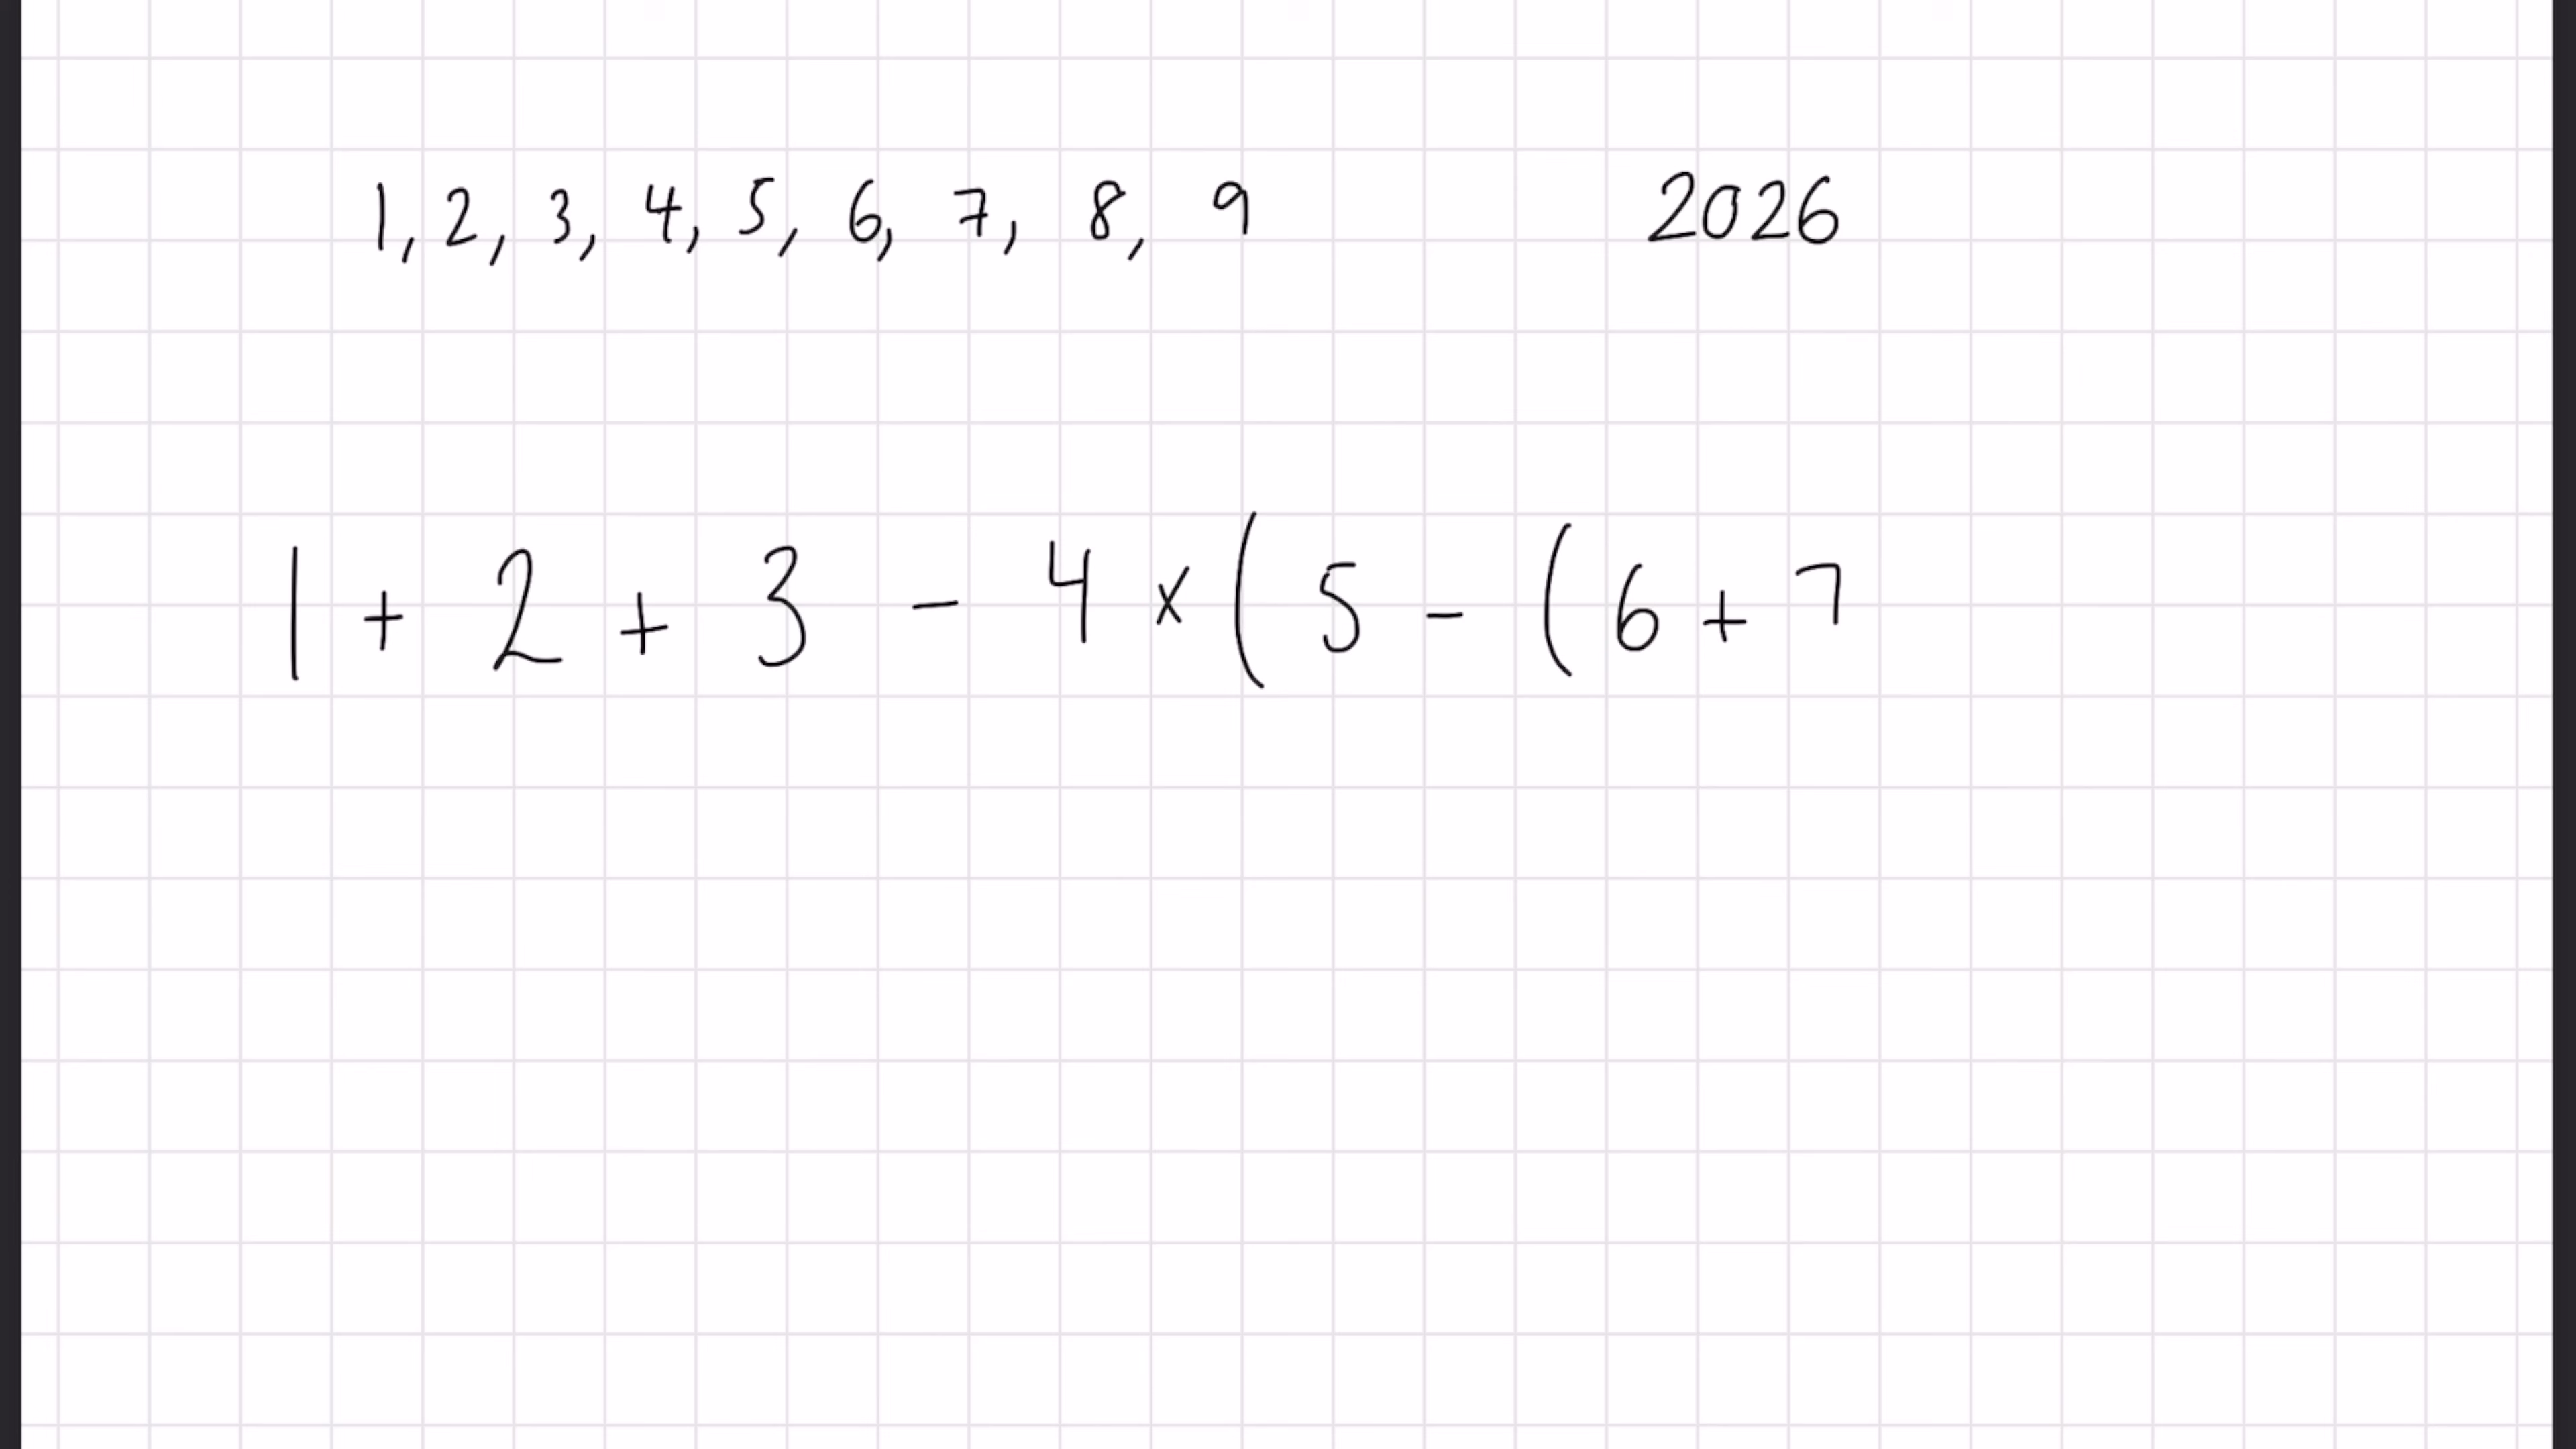 1, 2, 3, 4, 5, 6, 7, 8, 9 2026
1 + 2 + 3 - 4 × ( 5 - ( 6 + 7